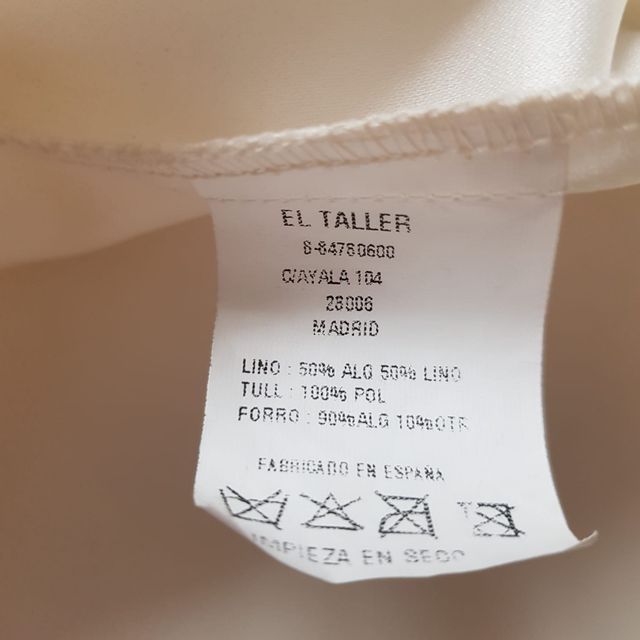 EL TALLER
B-84780600
C/AYALA 104
28006
MADRID
LINO : 50% ALG 50% LINO
TULL : 100% POL
FORRO : 90%ALG 10%OTR
FABRICADO EN ESPAÑA
LIMPIEZA EN SECO